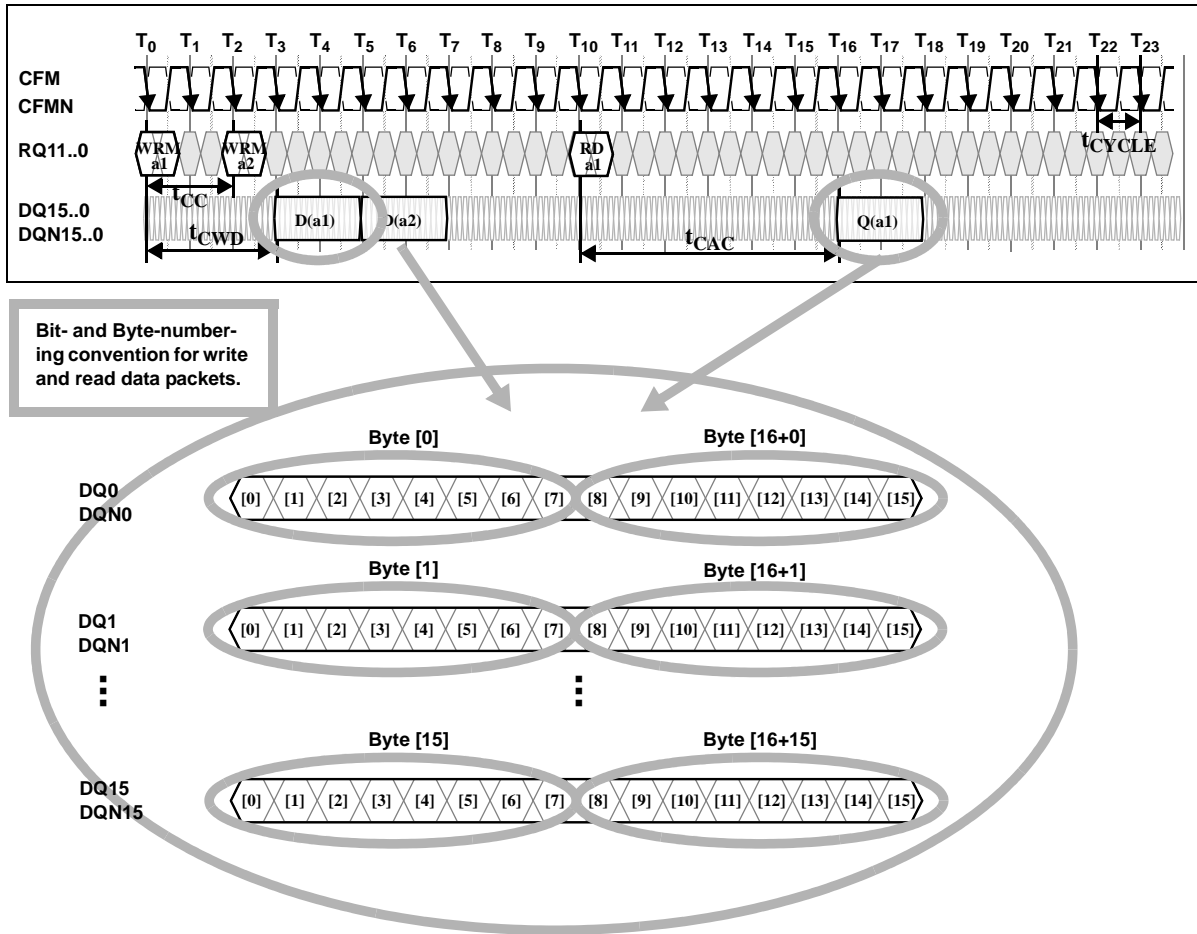 T0 T1 T2 T3 T4 T5 T6 T7 T8 T9 T10 T11 T12 T13 T14 T15 T16 T17 T18 T19 T20 T21 T22 T23
CFM
CFMN
RQ11..0
WRM
a1
WRM
a2
RD
a1
tCYCLE
tCC
DQ15..0
DQN15..0
D(a1)
D(a2)
Q(a1)
tCWD
tCAC
Bit- and Byte-number-
ing convention for write
and read data packets.
Byte [0] Byte [16+0]
DQ0
DQN0
[0] [1] [2] [3] [4] [5] [6] [7] [8] [9] [10] [11] [12] [13] [14] [15]
Byte [1] Byte [16+1]
DQ1
DQN1
[0] [1] [2] [3] [4] [5] [6] [7] [8] [9] [10] [11] [12] [13] [14] [15]
Byte [15] Byte [16+15]
DQ15
DQN15
[0] [1] [2] [3] [4] [5] [6] [7] [8] [9] [10] [11] [12] [13] [14] [15]